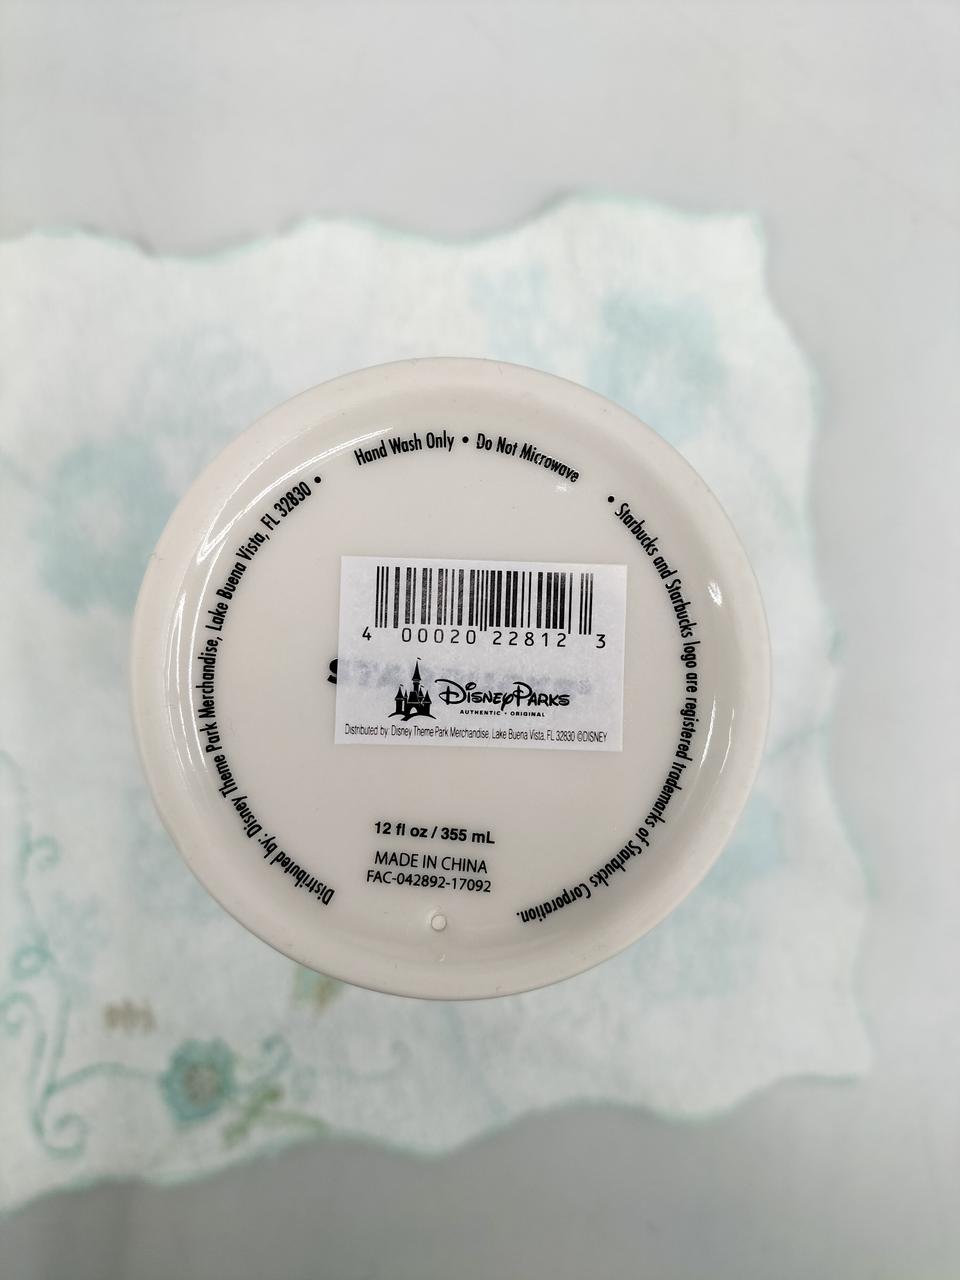 Hand Wash Only • Do Not Microwave
• Starbucks and Starbucks logo are registered trademarks of Starbucks Corporation.
Distributed by: Disney Theme Park Merchandise, Lake Buena Vista, FL 32830 •
4 00020 22812 3
Disney Parks
AUTHENTIC • ORIGINAL
Distributed by: Disney Theme Park Merchandise, Lake Buena Vista, FL 32830 ©DISNEY
12 fl oz / 355 mL
MADE IN CHINA
FAC-042892-17092